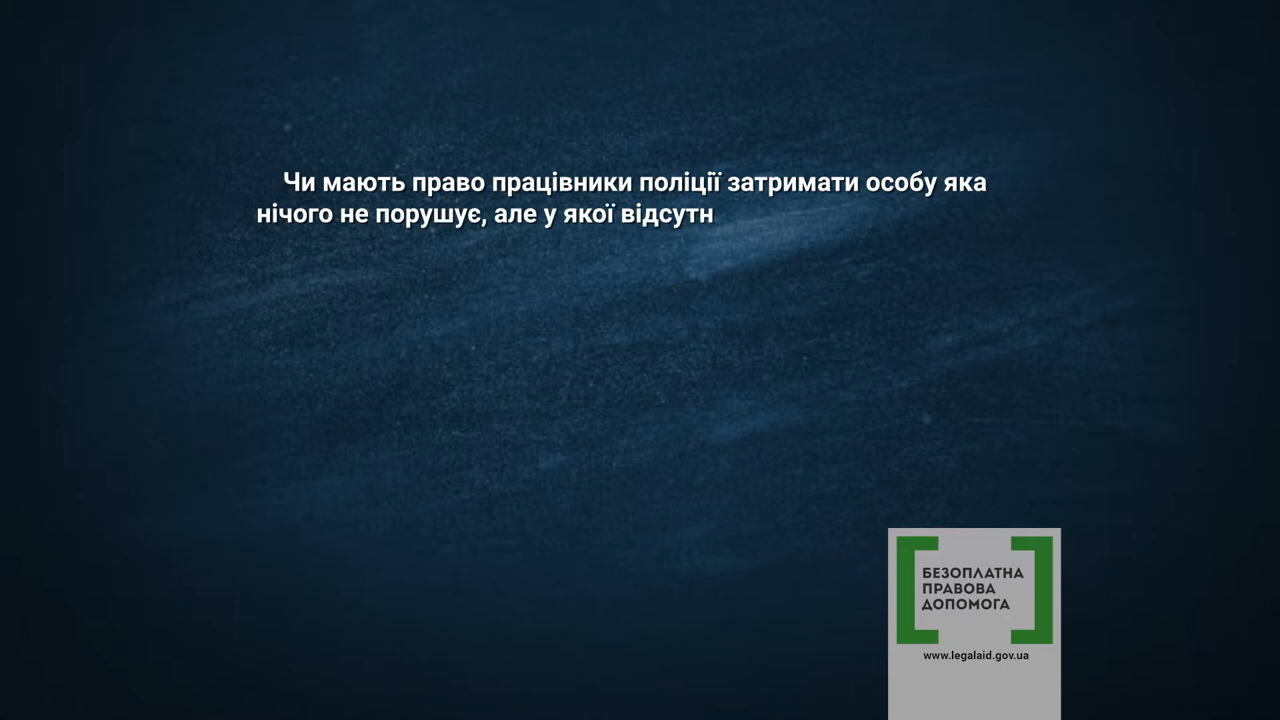 Чи мають право працівники поліції затримати особу яка
нічого не порушує, але у якої відсутн
БЕЗОПЛАТНА
ПРАВОВА
ДОПОМОГА
www.legalaid.gov.ua